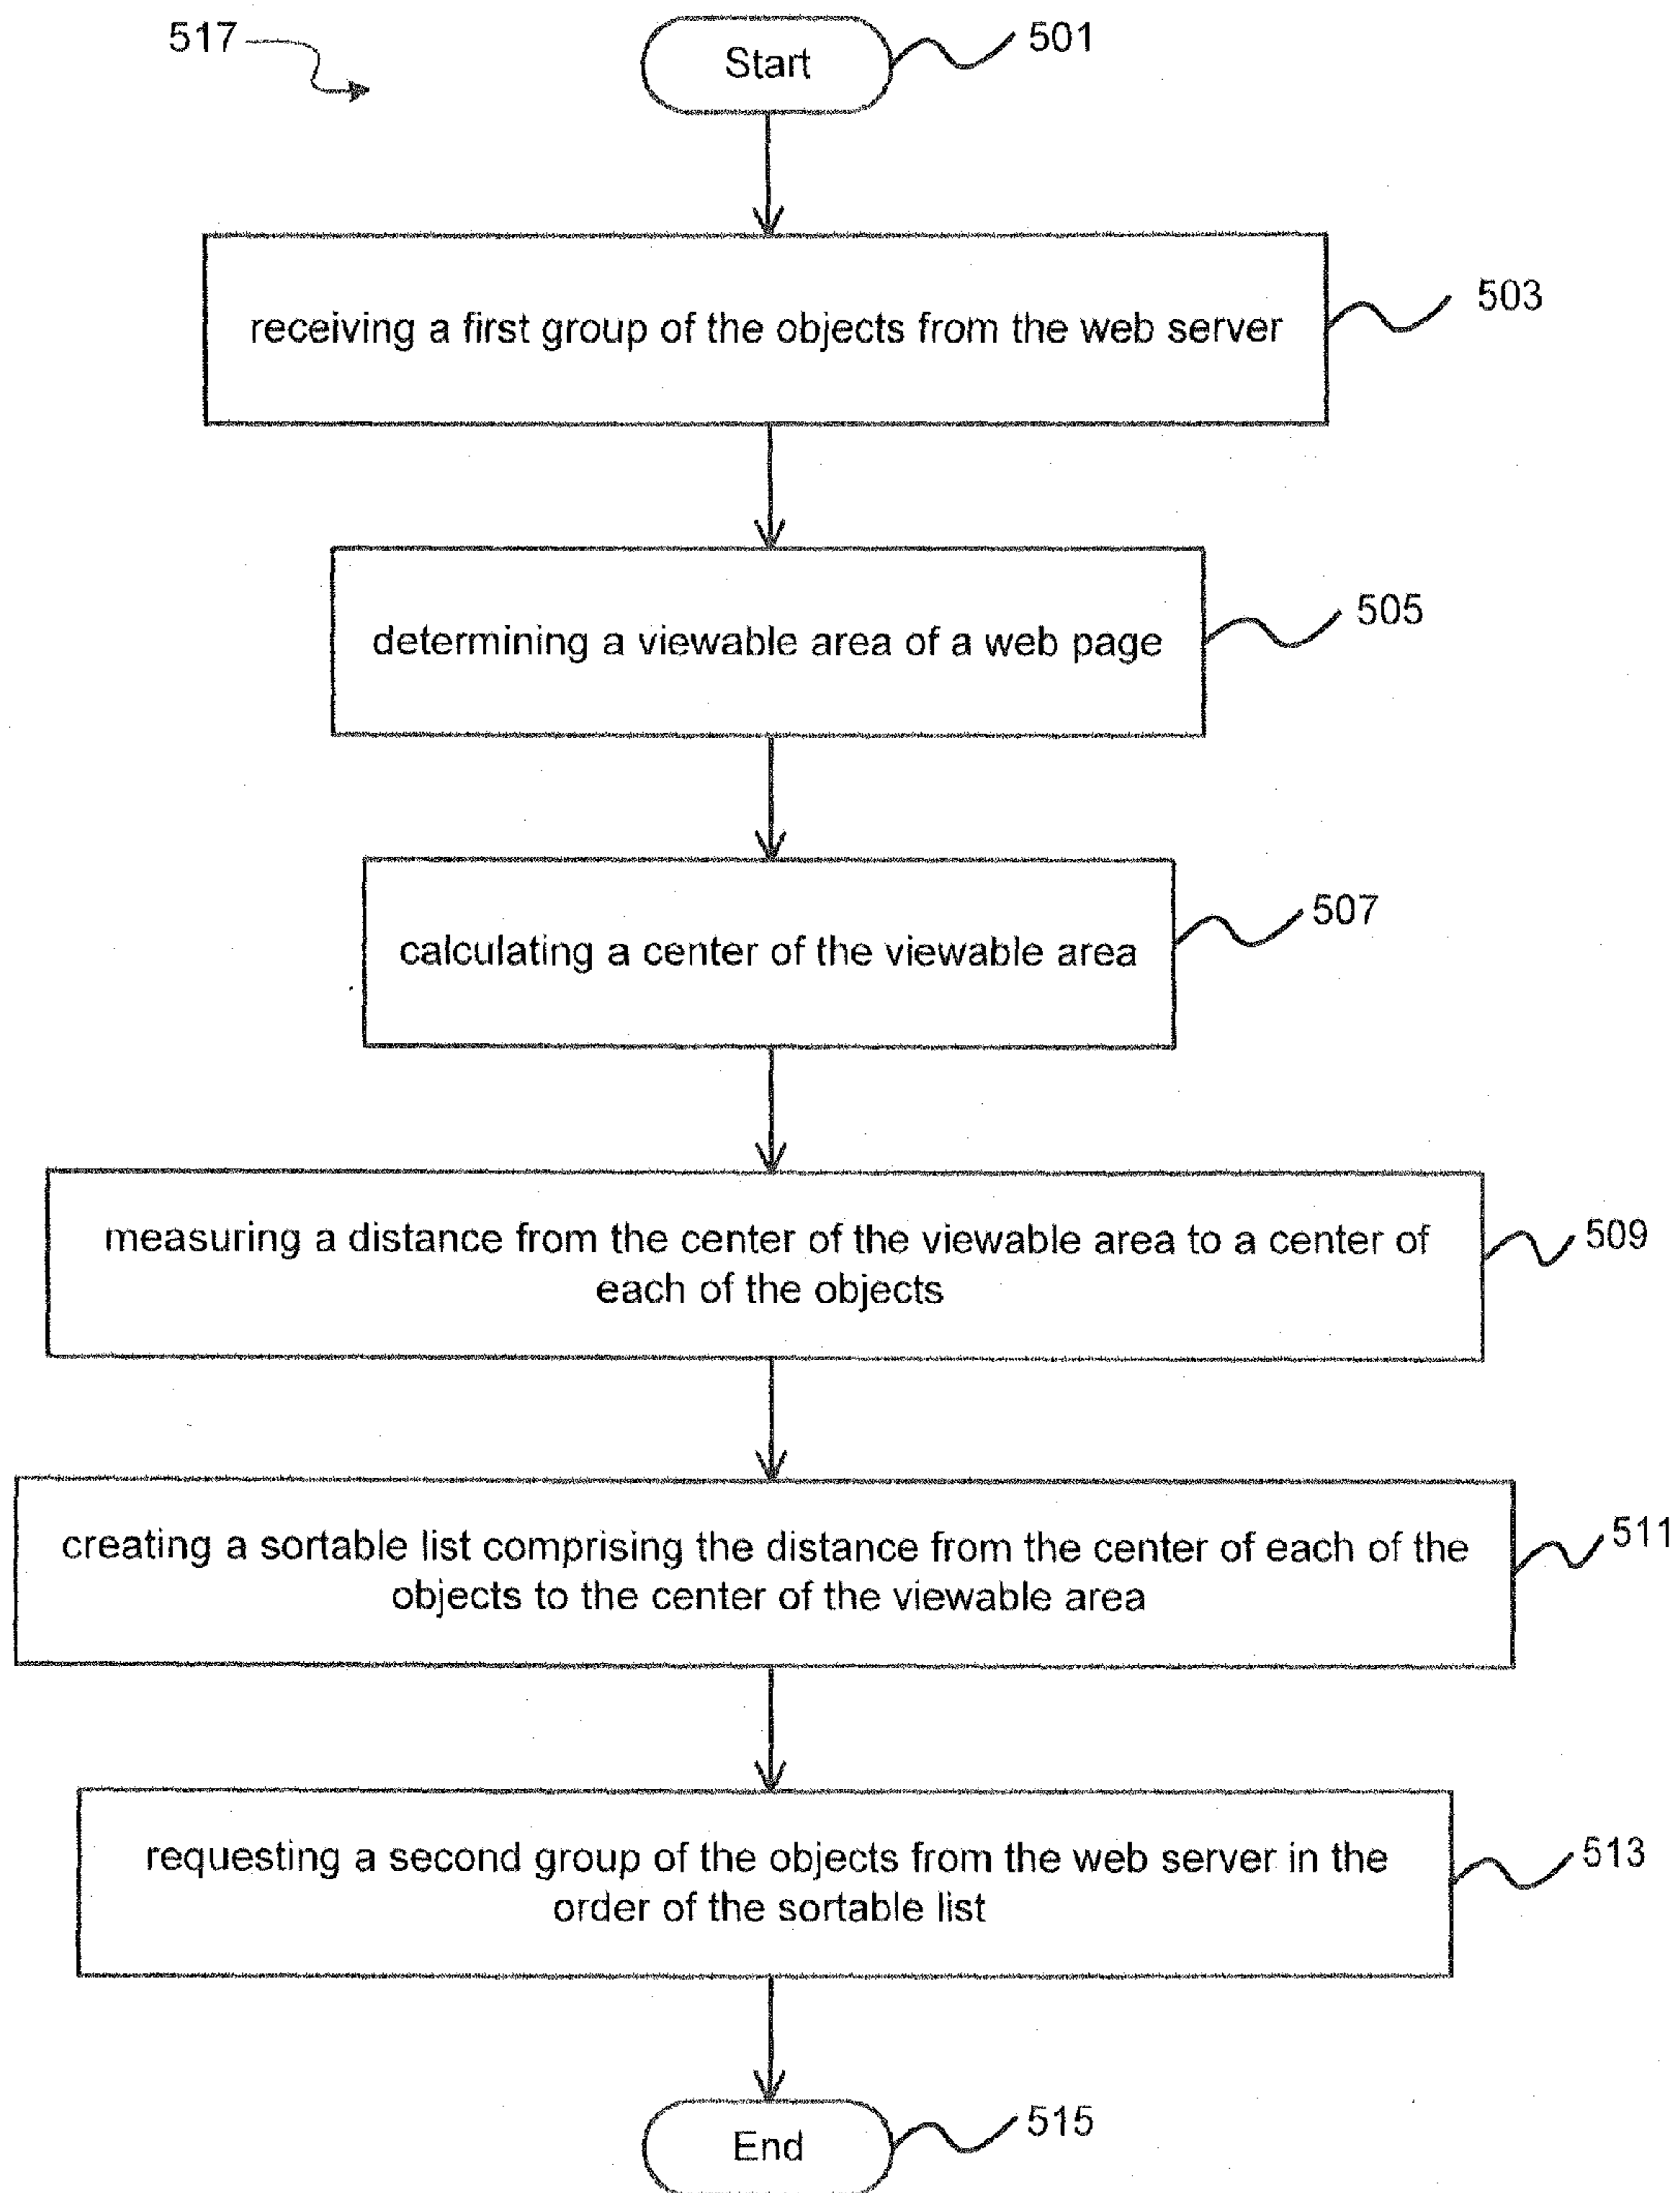 517
Start
501
receiving a first group of the objects from the web server
503
determining a viewable area of a web page
505
calculating a center of the viewable area
507
measuring a distance from the center of the viewable area to a center of
each of the objects
509
creating a sortable list comprising the distance from the center of each of the
objects to the center of the viewable area
511
requesting a second group of the objects from the web server in the
order of the sortable list
513
End
515